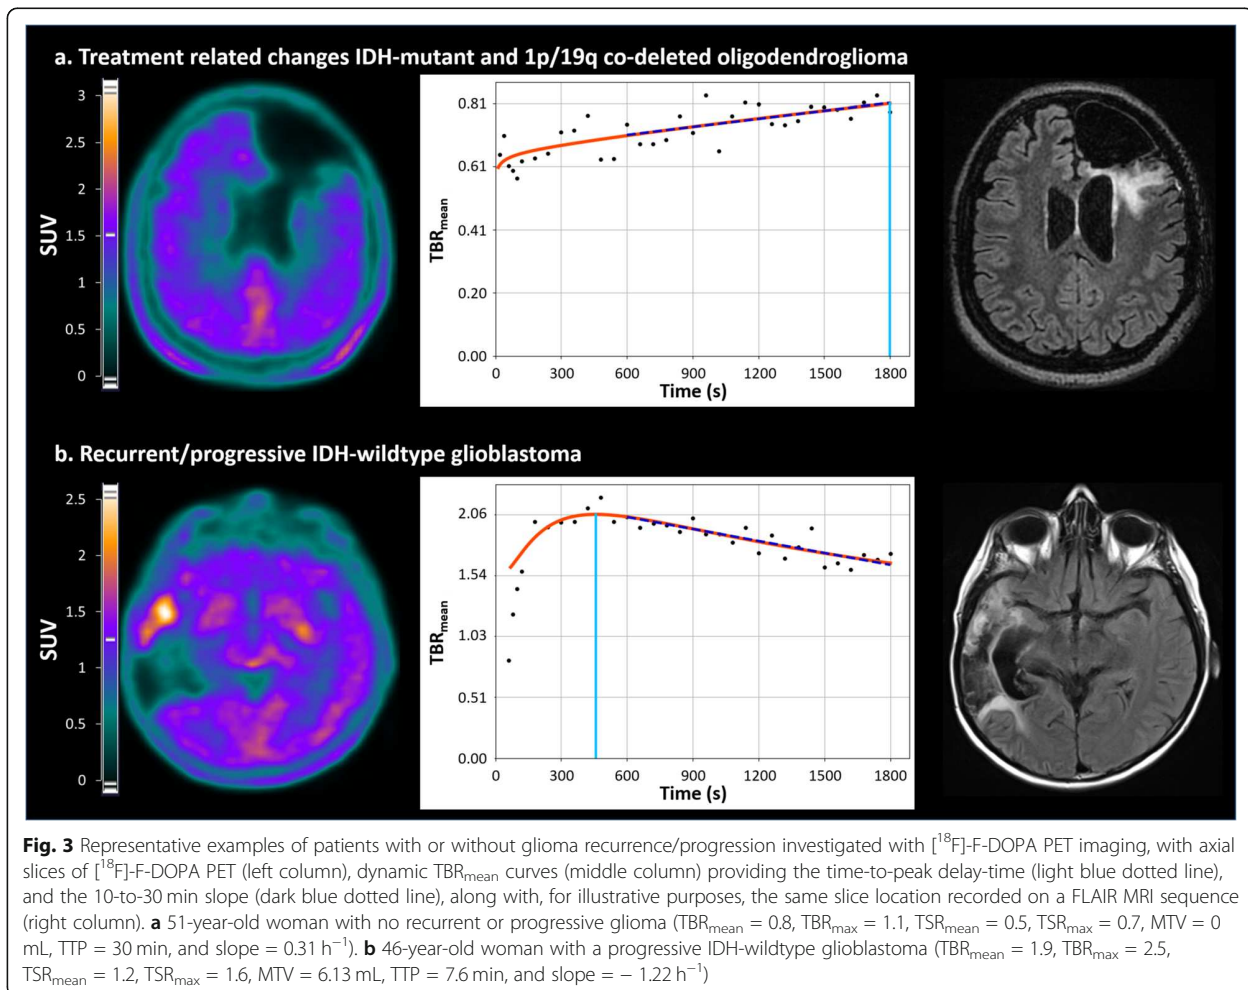 a. Treatment related changes IDH-mutant and 1p/19q co-deleted oligodendroglioma
3
2.5
2
1.5
1
0.5
0
SUV
0.81
0.61
0.41
0.20
0.00
TBRmean
0 300 600 900 1200 1500 1800
Time (s)
b. Recurrent/progressive IDH-wildtype glioblastoma
2.5
2
1.5
1
0.5
0
SUV
2.06
1.54
1.03
0.51
0.00
TBRmean
0 300 600 900 1200 1500 1800
Time (s)
Fig. 3 Representative examples of patients with or without glioma recurrence/progression investigated with [18F]-F-DOPA PET imaging, with axial
slices of [18F]-F-DOPA PET (left column), dynamic TBRmean curves (middle column) providing the time-to-peak delay-time (light blue dotted line),
and the 10-to-30 min slope (dark blue dotted line), along with, for illustrative purposes, the same slice location recorded on a FLAIR MRI sequence
(right column). a 51-year-old woman with no recurrent or progressive glioma (TBRmean = 0.8, TBRmax = 1.1, TSRmean = 0.5, TSRmax = 0.7, MTV = 0
mL, TTP = 30 min, and slope = 0.31 h−1). b 46-year-old woman with a progressive IDH-wildtype glioblastoma (TBRmean = 1.9, TBRmax = 2.5,
TSRmean = 1.2, TSRmax = 1.6, MTV = 6.13 mL, TTP = 7.6 min, and slope = − 1.22 h−1)